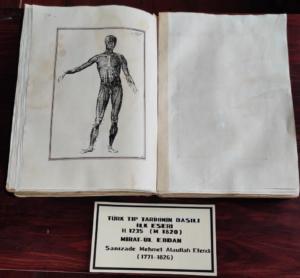 TÜRK TIP TARİHİNİN BASILI
İLK ESERİ
H 1235 (M 1820)
MİRAT-ÜL EBDAN
Şanizade Mehmet Ataullah Efendi
(1771-1826)